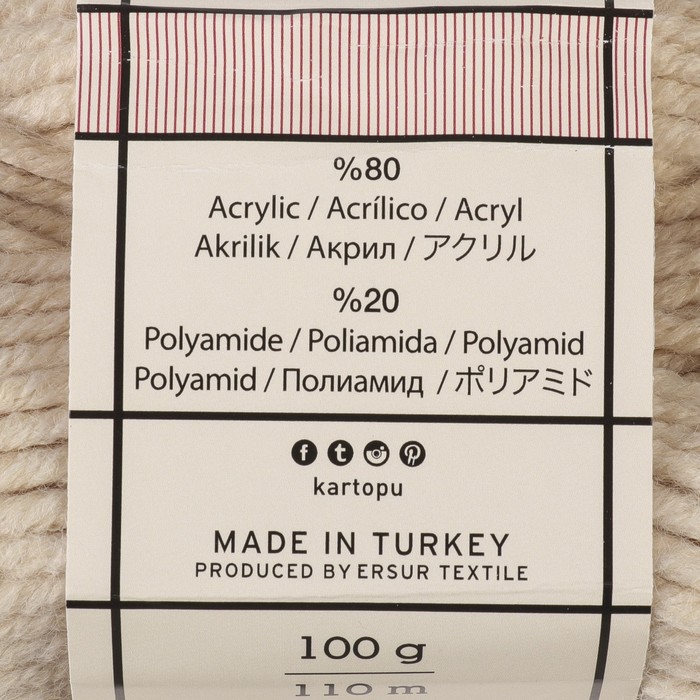 %80
Acrylic / Acrílico / Acryl
Akrilik / Акрил / アクリル
%20
Polyamide / Poliamida / Polyamid
Polyamid / Полиамид / ポリアミド
kartopu
MADE IN TURKEY
PRODUCED BY ERSUR TEXTILE
100 g
110 m